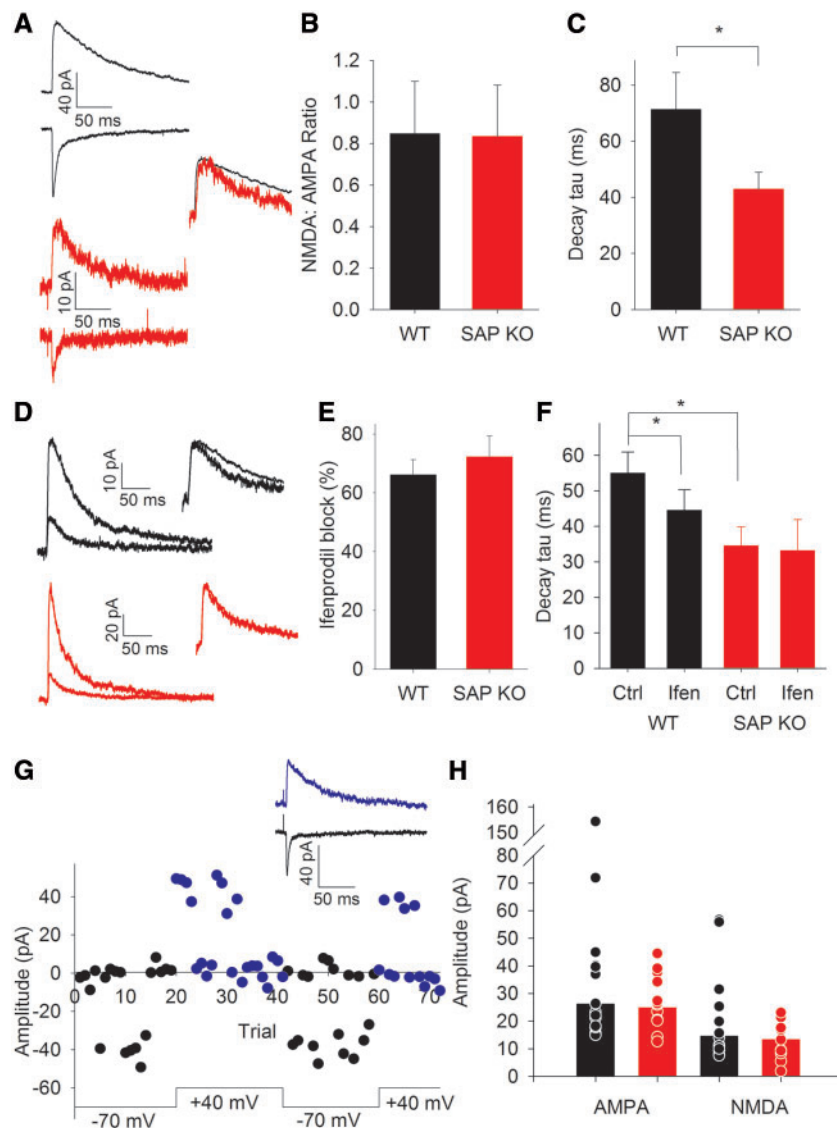 A
40 pA
50 ms
10 pA
50 ms
B
NMDA: AMPA Ratio
1.2
1.0
0.8
0.6
0.4
0.2
0.0
WT
SAP KO
C
*
Decay tau (ms)
80
60
40
20
0
WT
SAP KO
D
10 pA
50 ms
20 pA
50 ms
E
Ifenprodil block (%)
80
60
40
20
0
WT
SAP KO
F
*
*
Decay tau (ms)
60
50
40
30
20
10
0
Ctrl
Ifen
Ctrl
Ifen
WT
SAP KO
G
40 pA
50 ms
Amplitude (pA)
40
20
0
-20
-40
-60
0
10
20
30
40
50
60
70
Trial
-70 mV
+40 mV
-70 mV
+40 mV
H
Amplitude (pA)
160
150
80
70
60
50
40
30
20
10
0
AMPA
NMDA